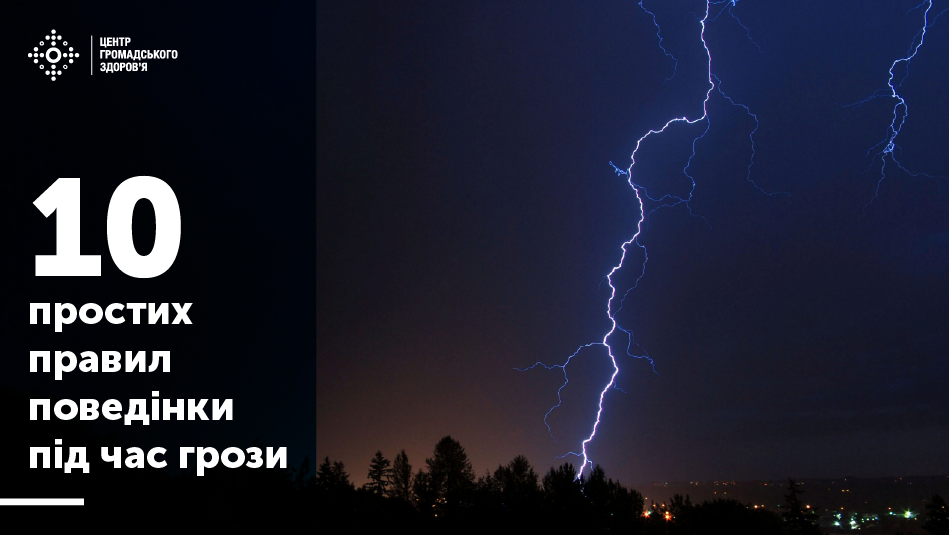 ЦЕНТР
ГРОМАДСЬКОГО
ЗДОРОВ'Я
10
простих
правил
поведінки
під час грози